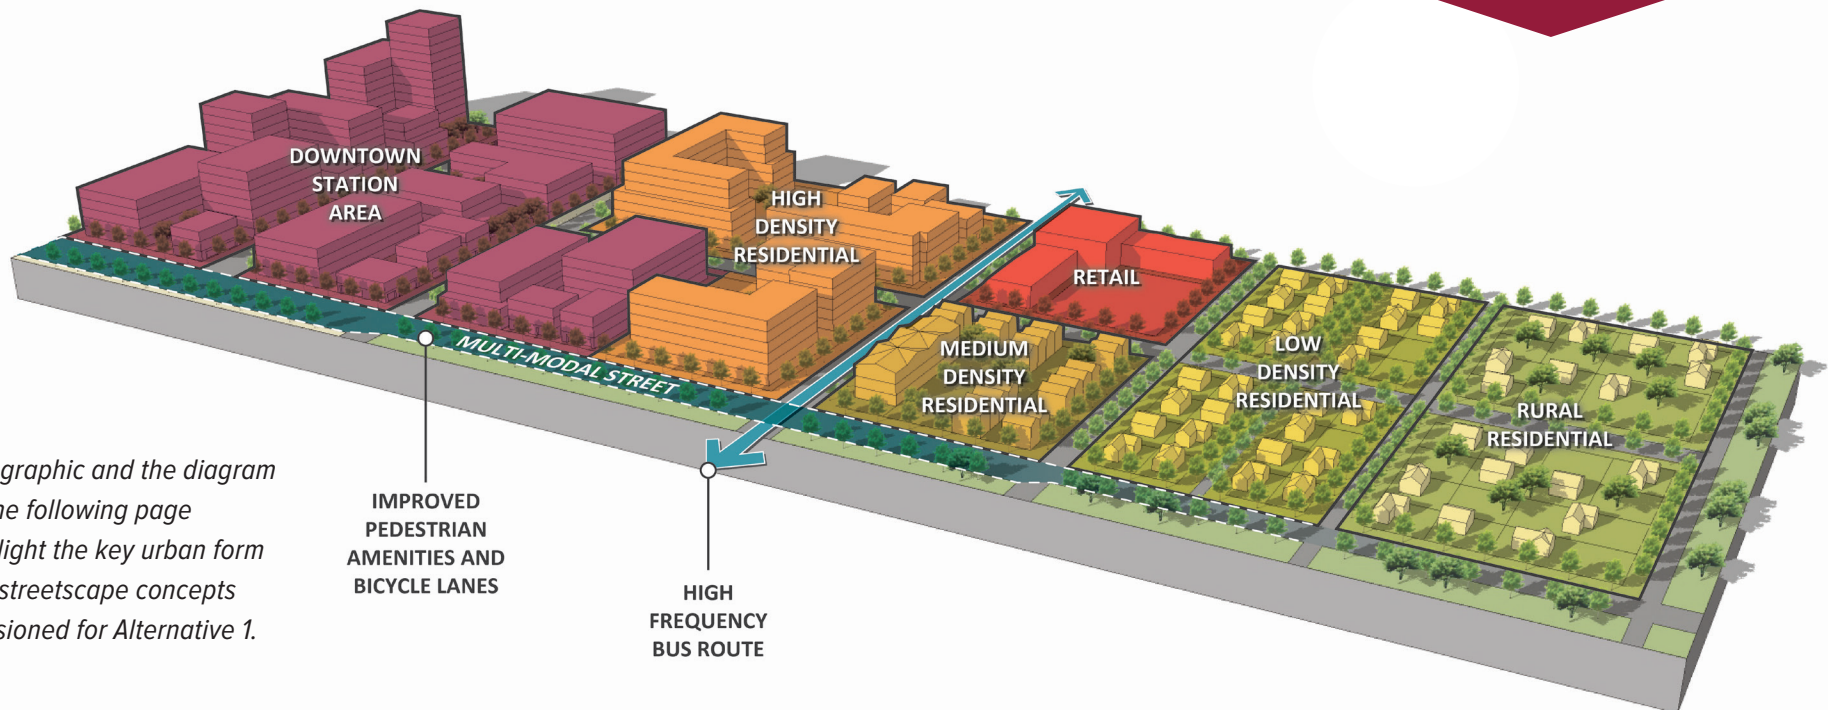 DOWNTOWN
STATION
AREA
HIGH
DENSITY
RESIDENTIAL
RETAIL
MEDIUM
DENSITY
RESIDENTIAL
LOW
DENSITY
RESIDENTIAL
RURAL
RESIDENTIAL
MULTI-MODAL STREET
IMPROVED
PEDESTRIAN
AMENITIES AND
BICYCLE LANES
HIGH
FREQUENCY
BUS ROUTE
graphic and the diagram
following page
the key urban form
streetscape concepts
for Alternative 1.